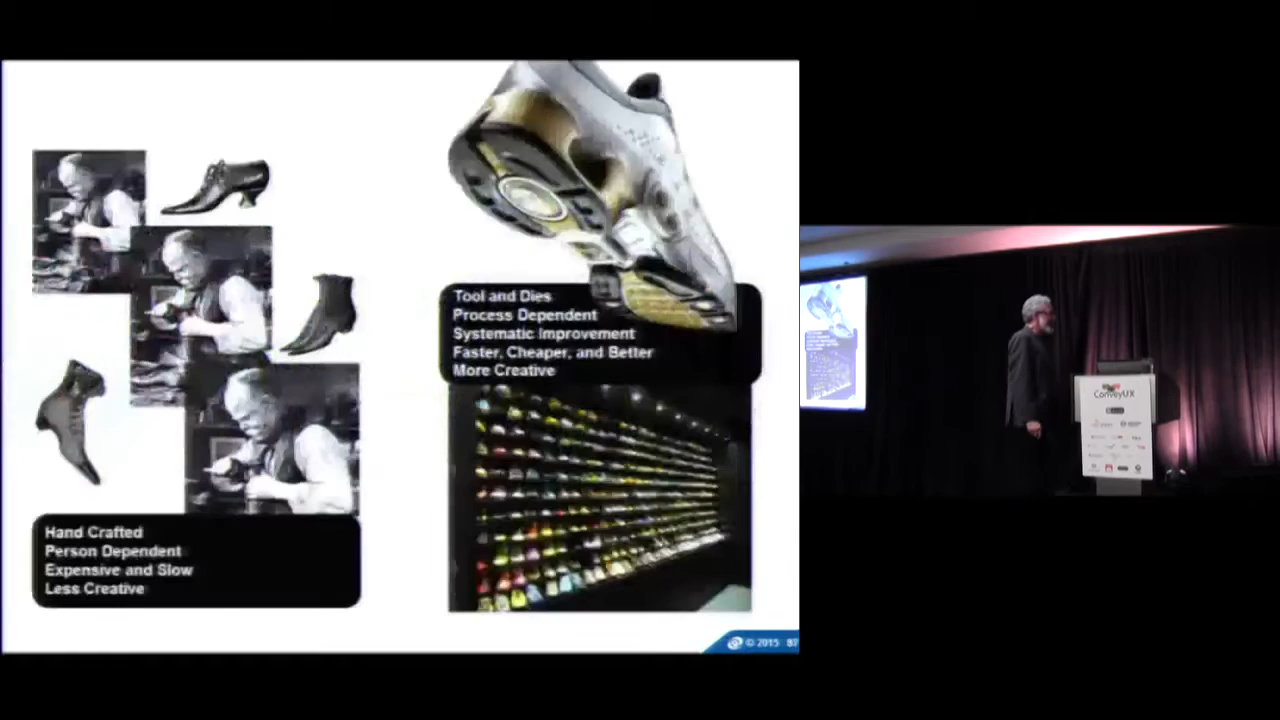 Tool and Dies
Process Dependent
Systematic Improvement
Faster, Cheaper, and Better
More Creative
Hand Crafted
Person Dependent
Expensive and Slow
Less Creative
© 2015 87
ConveyUX